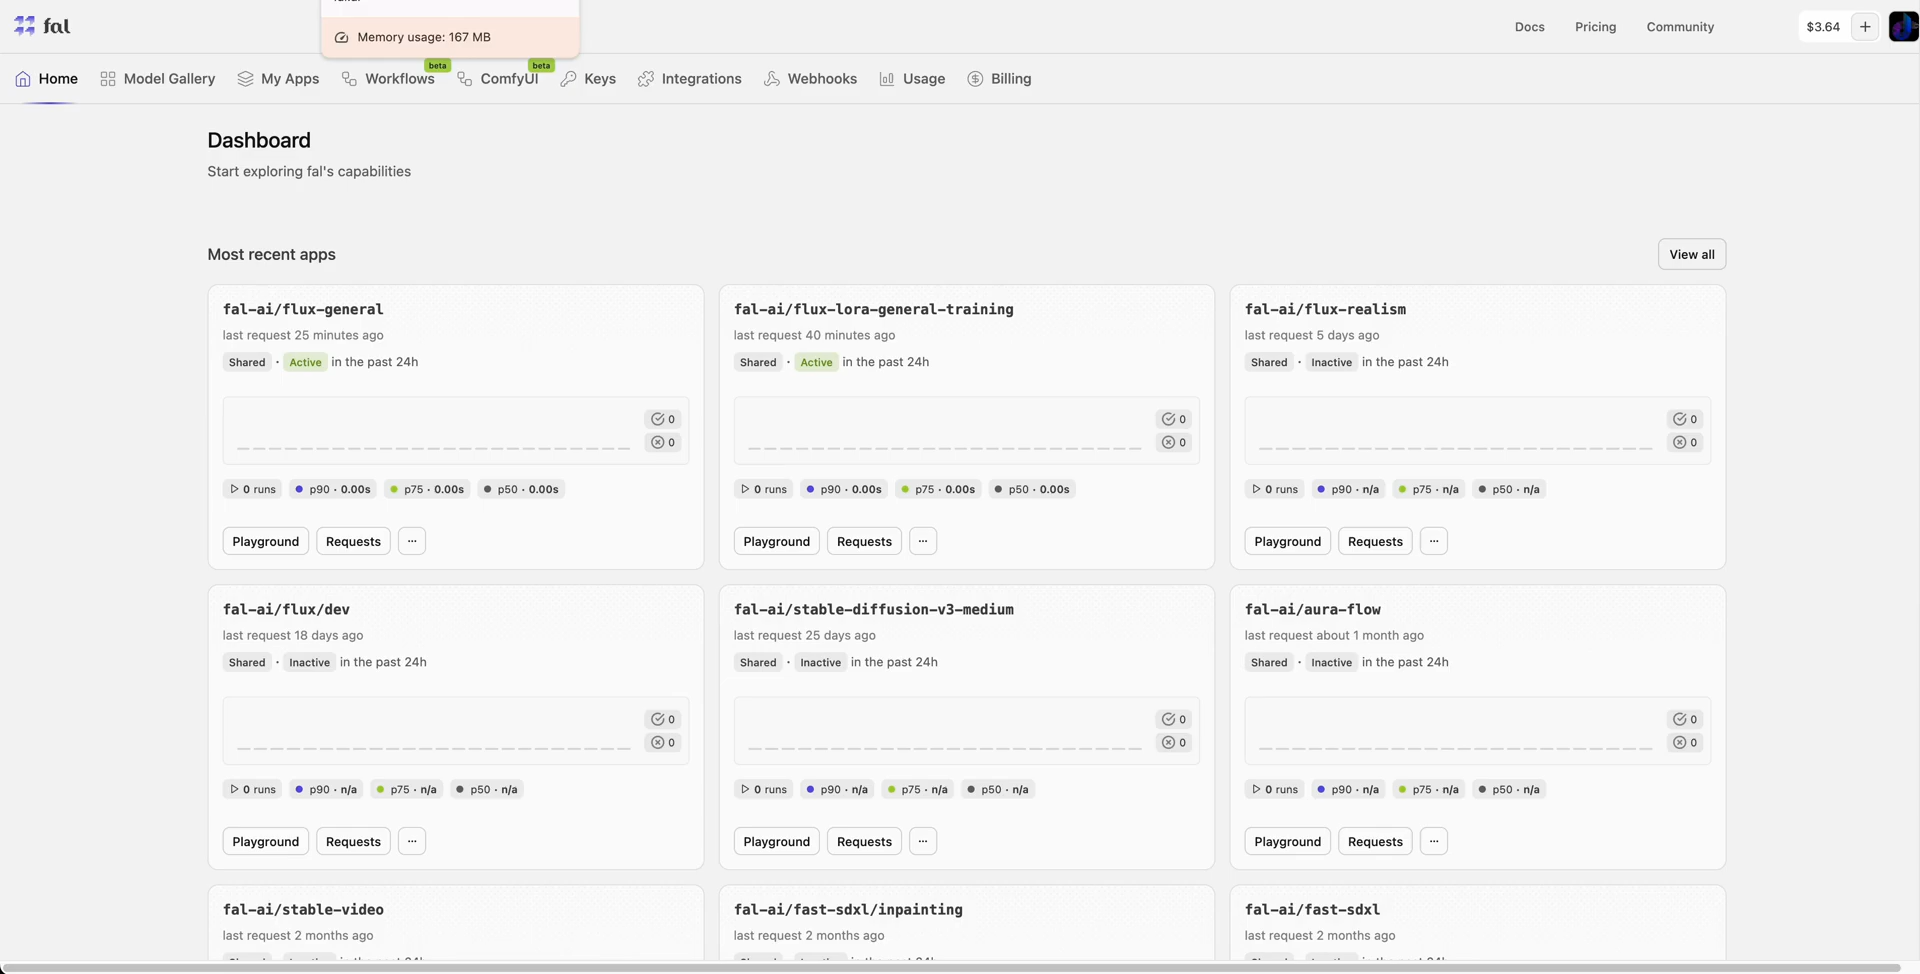 fal
Memory usage: 167 MB
Docs
Pricing
Community
$3.64
+
Home
Model Gallery
My Apps
Workflows
beta
ComfyUI
beta
Keys
Integrations
Webhooks
Usage
Billing
Dashboard
Start exploring fal's capabilities
Most recent apps
View all
fal-ai/flux-general
last request 25 minutes ago
Shared · Active in the past 24h
0
0
0 runs p90 · 0.00s p75 · 0.00s p50 · 0.00s
Playground Requests ...
fal-ai/flux-lora-general-training
last request 40 minutes ago
Shared · Active in the past 24h
0
0
0 runs p90 · 0.00s p75 · 0.00s p50 · 0.00s
Playground Requests ...
fal-ai/flux-realism
last request 5 days ago
Shared · Inactive in the past 24h
0
0
0 runs p90 · n/a p75 · n/a p50 · n/a
Playground Requests ...
fal-ai/flux/dev
last request 18 days ago
Shared · Inactive in the past 24h
0
0
0 runs p90 · n/a p75 · n/a p50 · n/a
Playground Requests ...
fal-ai/stable-diffusion-v3-medium
last request 25 days ago
Shared · Inactive in the past 24h
0
0
0 runs p90 · n/a p75 · n/a p50 · n/a
Playground Requests ...
fal-ai/aura-flow
last request about 1 month ago
Shared · Inactive in the past 24h
0
0
0 runs p90 · n/a p75 · n/a p50 · n/a
Playground Requests ...
fal-ai/stable-video
last request 2 months ago
fal-ai/fast-sdxl/inpainting
last request 2 months ago
fal-ai/fast-sdxl
last request 2 months ago